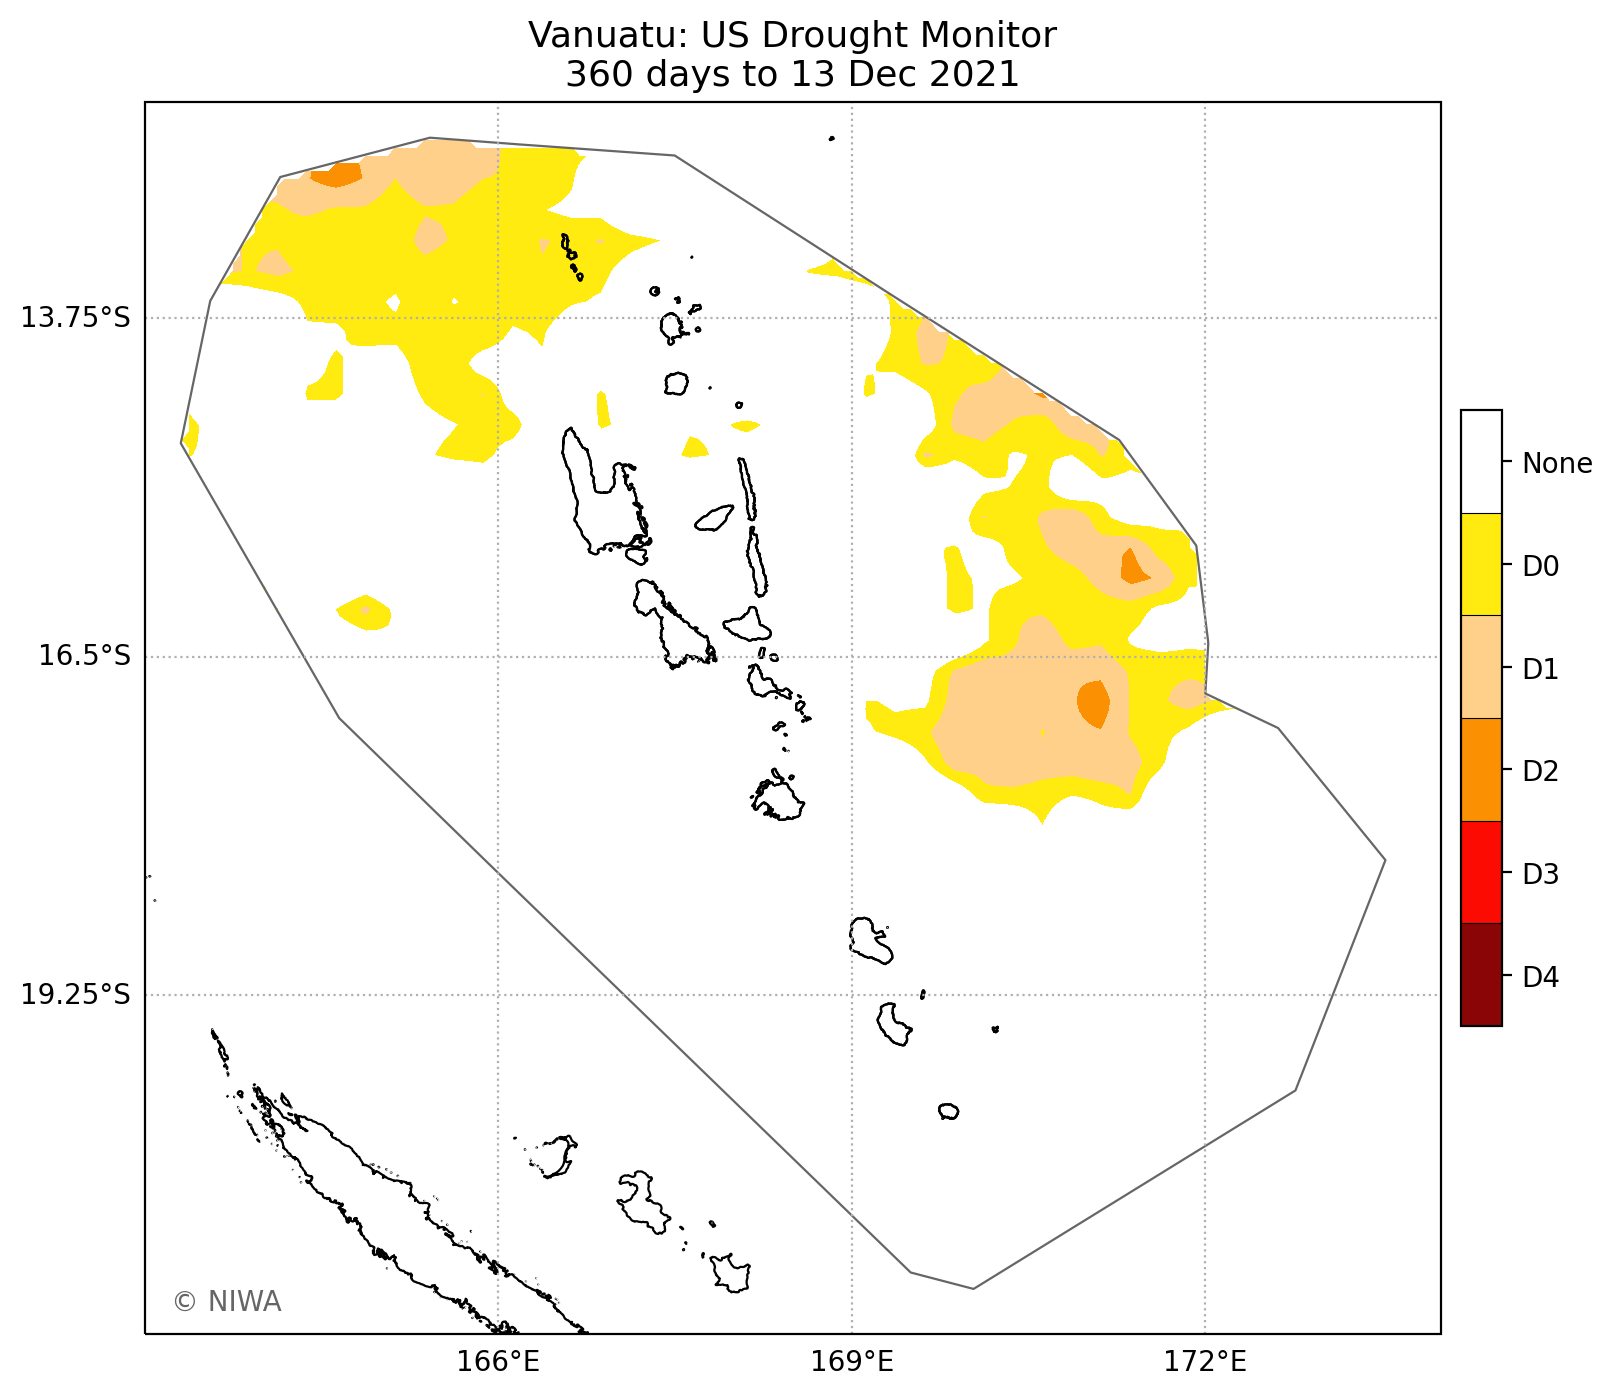 Vanuatu: US Drought Monitor
360 days to 13 Dec 2021
13.75°S
16.5°S
19.25°S
166°E
169°E
172°E
None
D0
D1
D2
D3
D4
© NIWA